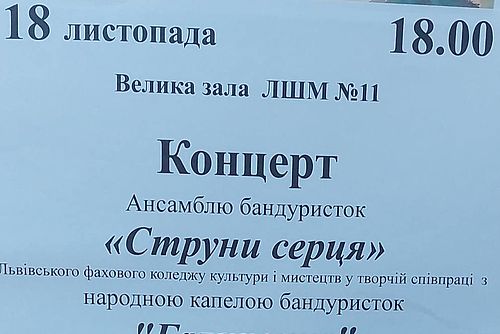 18 листопада 18.00
Велика зала ЛШМ №11
Концерт
Ансамблю бандуристок
«Струни серця»
Львівського фахового коледжу культури і мистецтв у творчій співпраці з
народною капелою бандуристок